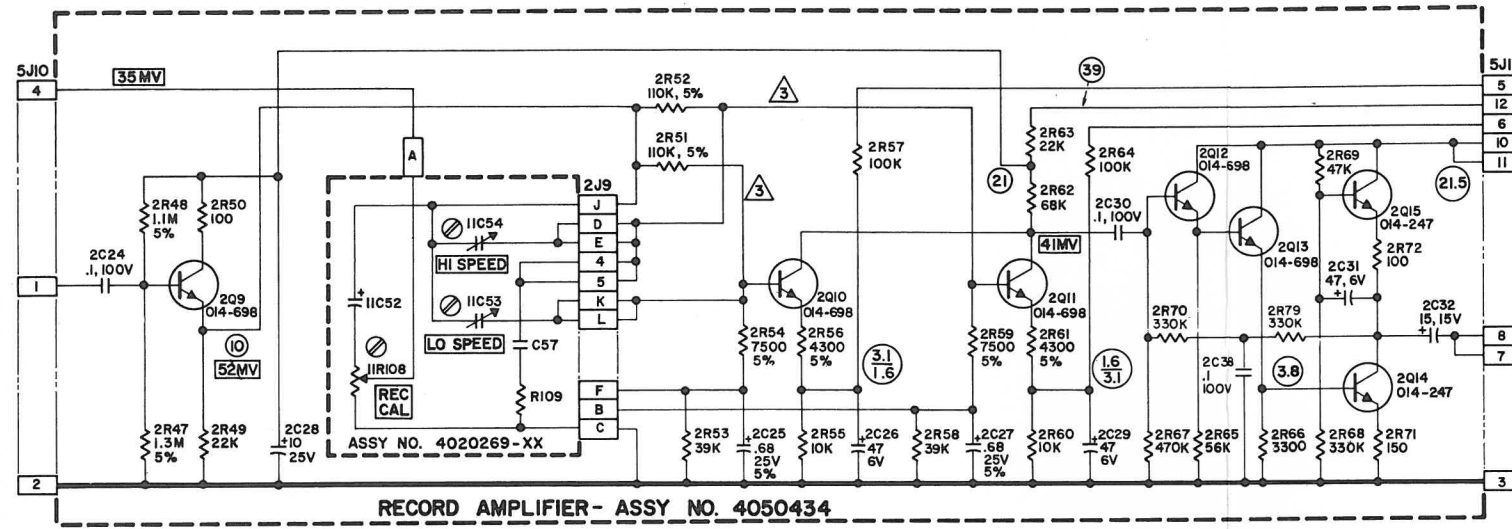 5J10
4
35 MV
1
2
2C24
.1, 100V
2R48
1.1M
5%
2R50
100
2Q9
014-698
10
52MV
2R47
1.3M
5%
2R49
22K
2C28
+10
25V
A
11C54
HI SPEED
11C53
LO SPEED
+
11C52
11R108
REC
CAL
C57
R109
ASSY NO. 4020269-XX
2J9
J
D
E
4
5
K
L
F
B
C
2R52
110K, 5%
2R51
110K, 5%
3
3
2R57
100K
2Q10
014-698
2R54
7500
5%
2R56
4300
5%
3.1
1.6
2R53
39K
+2C25
.68
25V
5%
2R55
10K
+2C26
47
6V
39
21
2R63
22K
2R62
68K
2R64
100K
41MV
2Q11
014-698
2R59
7500
5%
2R61
4300
5%
1.6
3.1
2R58
39K
+2C27
.68
25V
5%
2R60
10K
+2C29
47
6V
2C30
.1, 100V
2Q12
014-698
2Q13
014-698
2R69
47K
2Q15
014-247
2R72
100
2C31
47, 6V
+
2R70
330K
2R79
330K
2C38
.1
100V
3.8
2Q14
014-247
2C32
15, 15V
+
2R67
470K
2R65
56K
2R66
3300
2R68
330K
2R71
150
21.5
5J1
5
12
6
10
11
8
7
3
RECORD AMPLIFIER- ASSY NO. 4050434